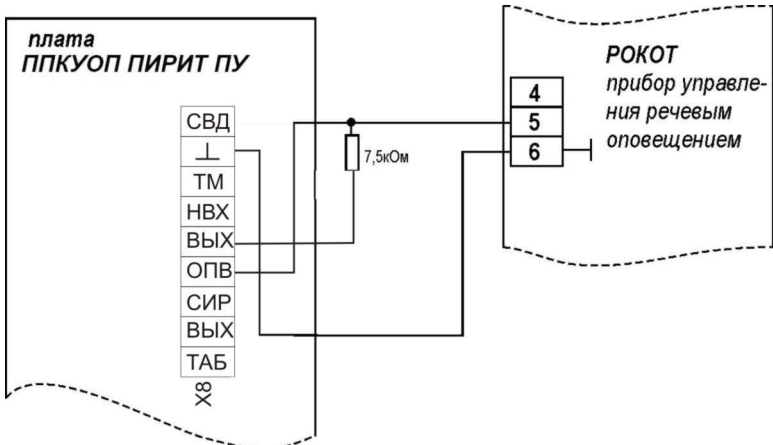 плата
ППКУОП ПИРИТ ПУ
СВД
⊥
ТМ
НВХ
ВЫХ
ОПВ
СИР
ВЫХ
ТАБ
X8
7,5кОм
4
5
6
РОКОТ
прибор управле-
ния речевым
оповещением